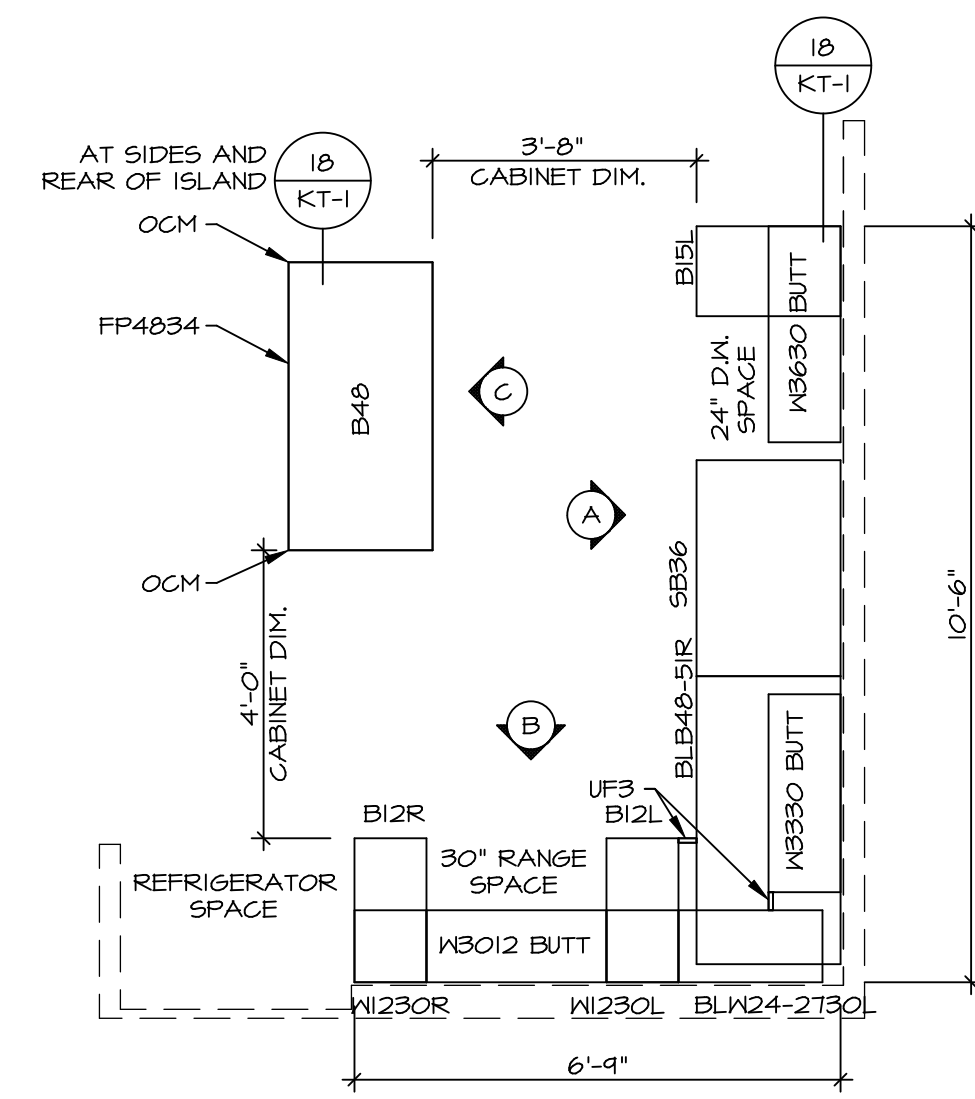 18
KT-1
AT SIDES AND
REAR OF ISLAND
18
KT-1
3'-8"
CABINET DIM.
OCM
FP4834
B48
OCM
B15L
W3630 BUTT
24" D.W.
SPACE
C
A
SB36
10'-6"
4'-0"
CABINET DIM.
B
BLB48-51R
W3330 BUTT
UF3
B12R
B12L
30" RANGE
SPACE
REFRIGERATOR
SPACE
W3012 BUTT
W1230R
W1230L
BLW24-2730L
6'-9"